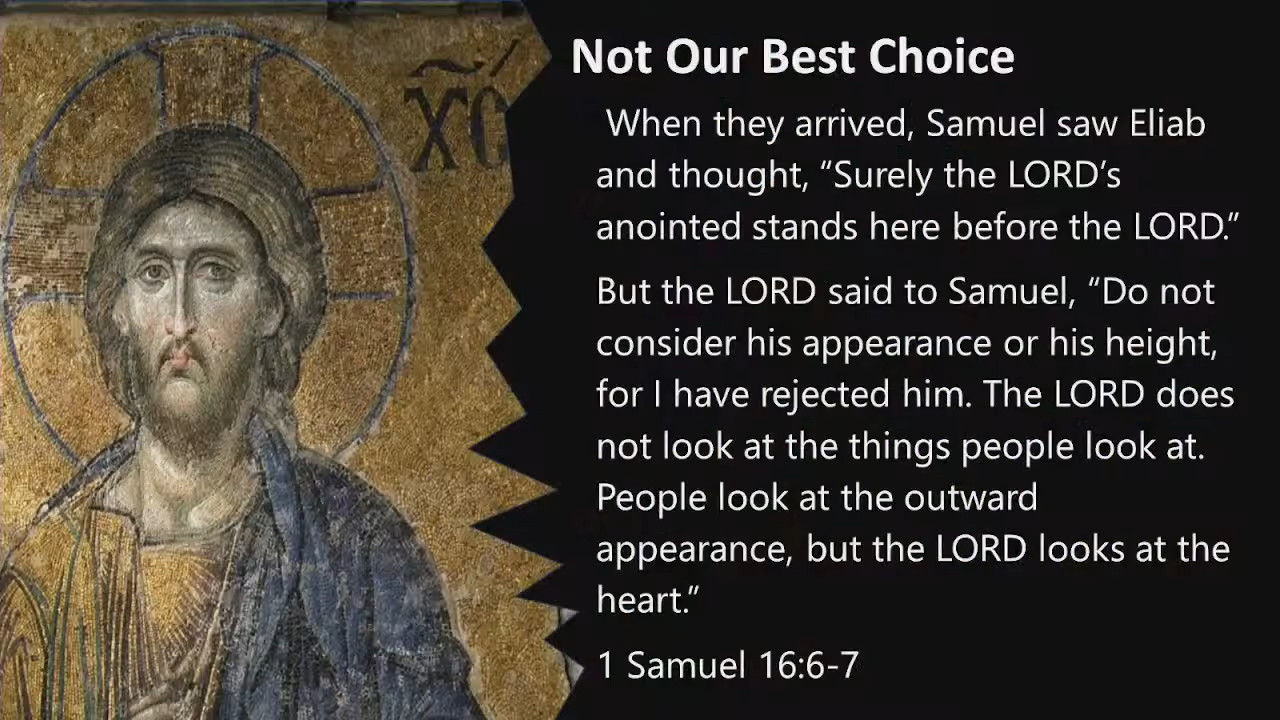 Χ̅C
Not Our Best Choice
When they arrived, Samuel saw Eliab
and thought, “Surely the LORD’s
anointed stands here before the LORD.”
But the LORD said to Samuel, “Do not
consider his appearance or his height,
for I have rejected him. The LORD does
not look at the things people look at.
People look at the outward
appearance, but the LORD looks at the
heart.”
1 Samuel 16:6-7